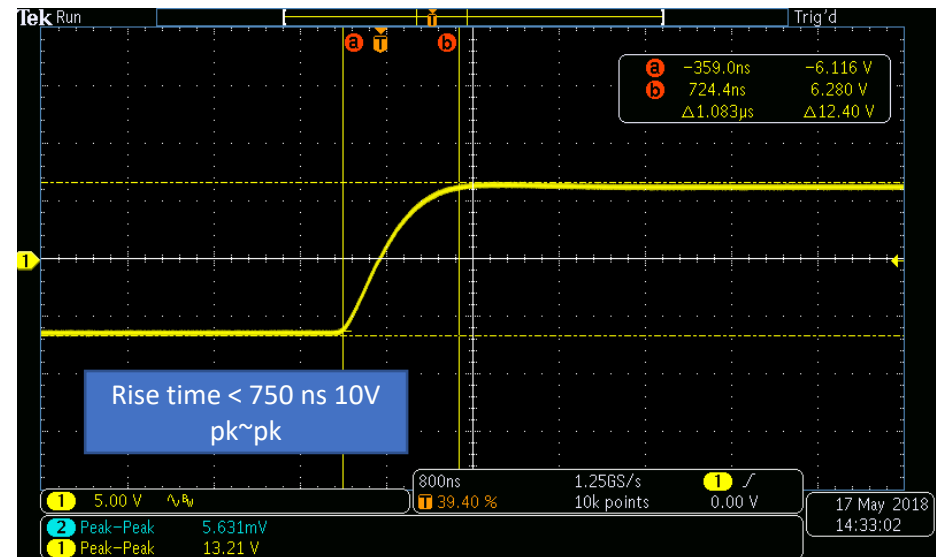 Tek Run
Trig'd
T
a T b
a -359.0ns -6.116 V
b 724.4ns 6.280 V
Δ1.083µs Δ12.40 V
1
Rise time < 750 ns 10V
pk~pk
1 5.00 V BW
800ns 1.25GS/s 1
T 39.40 % 10k points 0.00 V
2 Peak-Peak 5.631mV
1 Peak-Peak 13.21 V
17 May 2018
14:33:02